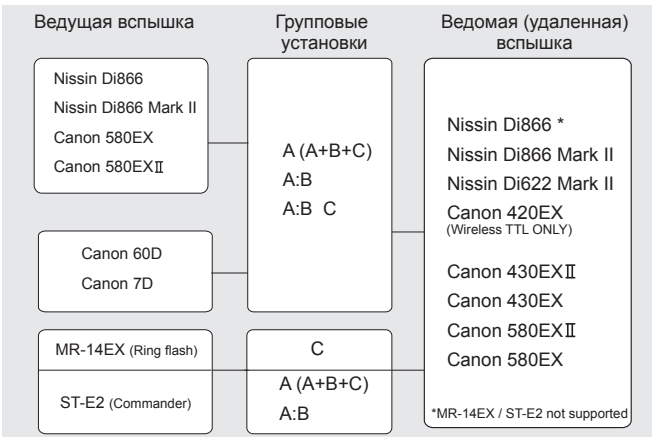 Ведущая вспышка
Групповые
установки
Ведомая (удаленная)
вспышка
Nissin Di866
Nissin Di866 Mark II
Canon 580EX
Canon 580EXⅡ
Canon 60D
Canon 7D
MR-14EX (Ring flash)
ST-E2 (Commander)
A (A+B+C)
A:B
A:B C
C
A (A+B+C)
A:B
Nissin Di866 *
Nissin Di866 Mark II
Nissin Di622 Mark II
Canon 420EX
(Wireless TTL ONLY)
Canon 430EXⅡ
Canon 430EX
Canon 580EXⅡ
Canon 580EX
*MR-14EX / ST-E2 not supported